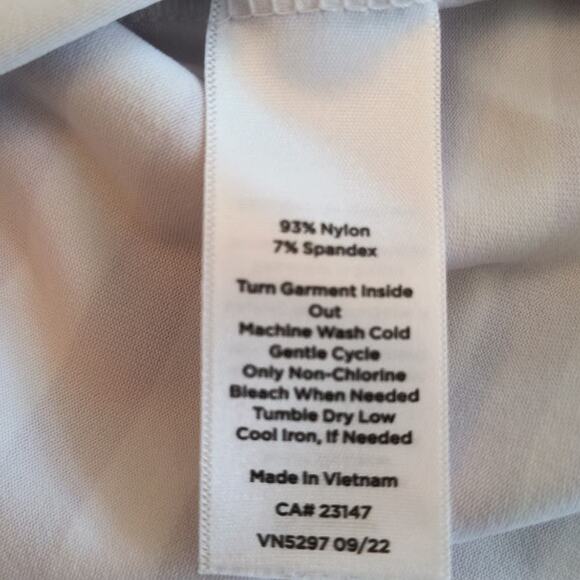 93% Nylon
7% Spandex
Turn Garment Inside
Out
Machine Wash Cold
Gentle Cycle
Only Non-Chlorine
Bleach When Needed
Tumble Dry Low
Cool Iron, If Needed
Made In Vietnam
CA# 23147
VN5297 09/22